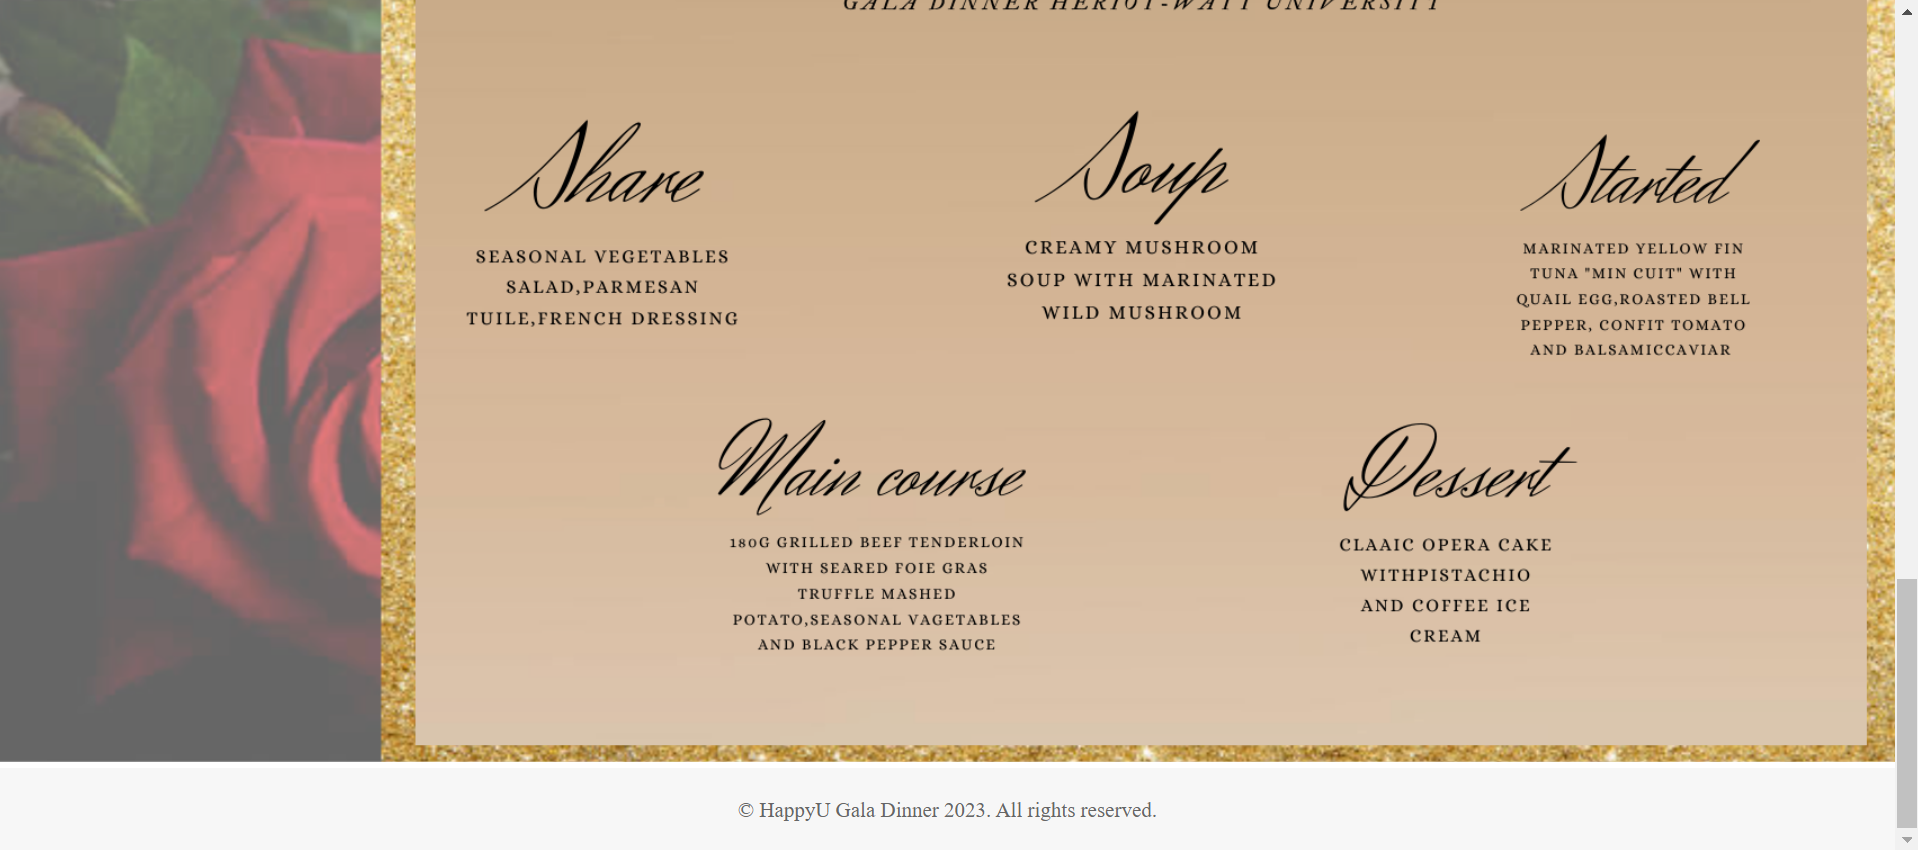 GALA DINNER HERIOT-WATT UNIVERSITY
Share
SEASONAL VEGETABLES
SALAD,PARMESAN
TUILE,FRENCH DRESSING
Soup
CREAMY MUSHROOM
SOUP WITH MARINATED
WILD MUSHROOM
Started
MARINATED YELLOW FIN
TUNA "MIN CUIT" WITH
QUAIL EGG,ROASTED BELL
PEPPER, CONFIT TOMATO
AND BALSAMICCAVIAR
Main course
180G GRILLED BEEF TENDERLOIN
WITH SEARED FOIE GRAS
TRUFFLE MASHED
POTATO,SEASONAL VAGETABLES
AND BLACK PEPPER SAUCE
Dessert
CLAAIC OPERA CAKE
WITHPISTACHIO
AND COFFEE ICE
CREAM
© HappyU Gala Dinner 2023. All rights reserved.